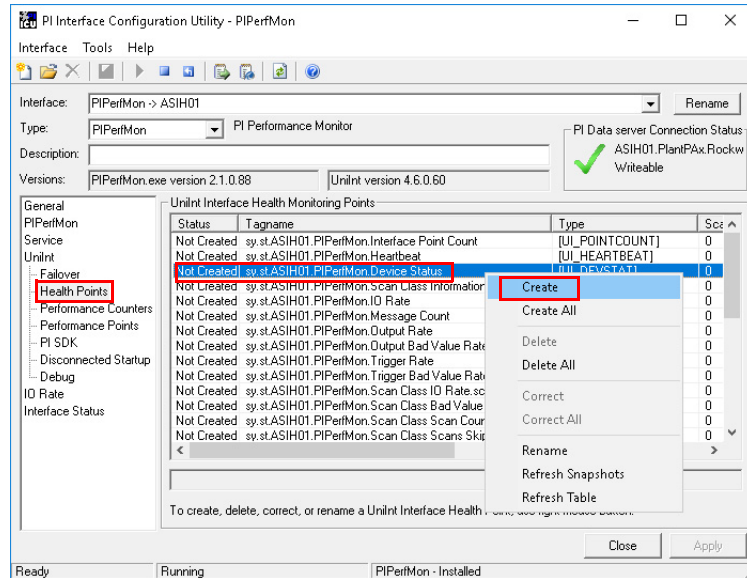 PI Interface Configuration Utility - PIPerfMon
Interface Tools Help
Interface: PIPerfMon -> ASIH01 Rename
Type: PIPerfMon PI Performance Monitor
PI Data server Connection Status
ASIH01.PlantPAx.Rockw
Writeable
Description:
Versions: PIPerfMon.exe version 2.1.0.88 UniInt version 4.6.0.60
General
PIPerfMon
Service
UniInt
Failover
Health Points
Performance Counters
Performance Points
PI SDK
Disconnected Startup
Debug
IO Rate
Interface Status
UniInt Interface Health Monitoring Points
Status Tagname Type Sca
Not Created sy.st.ASIH01.PIPerfMon.Interface Point Count [UI_POINTCOUNT] 0
Not Created sy.st.ASIH01.PIPerfMon.Heartbeat [UI_HEARTBEAT] 0
Not Created sy.st.ASIH01.PIPerfMon.Device Status [UI_DEVSTAT] 0
Not Created sy.st.ASIH01.PIPerfMon.Scan Class Information 0
Not Created sy.st.ASIH01.PIPerfMon.IO Rate 0
Not Created sy.st.ASIH01.PIPerfMon.Message Count 0
Not Created sy.st.ASIH01.PIPerfMon.Output Rate 0
Not Created sy.st.ASIH01.PIPerfMon.Output Bad Value Rate 0
Not Created sy.st.ASIH01.PIPerfMon.Trigger Rate 0
Not Created sy.st.ASIH01.PIPerfMon.Trigger Bad Value Rat 0
Not Created sy.st.ASIH01.PIPerfMon.Scan Class IO Rate.sc 0
Not Created sy.st.ASIH01.PIPerfMon.Scan Class Bad Value 0
Not Created sy.st.ASIH01.PIPerfMon.Scan Class Scan Cour 0
Not Created sy.st.ASIH01.PIPerfMon.Scan Class Scans Skip 0
Create
Create All
Delete
Delete All
Correct
Correct All
Rename
Refresh Snapshots
Refresh Table
To create, delete, correct, or rename a UniInt Interface Health Point, use right mouse button.
Close Apply
Ready Running PIPerfMon - Installed